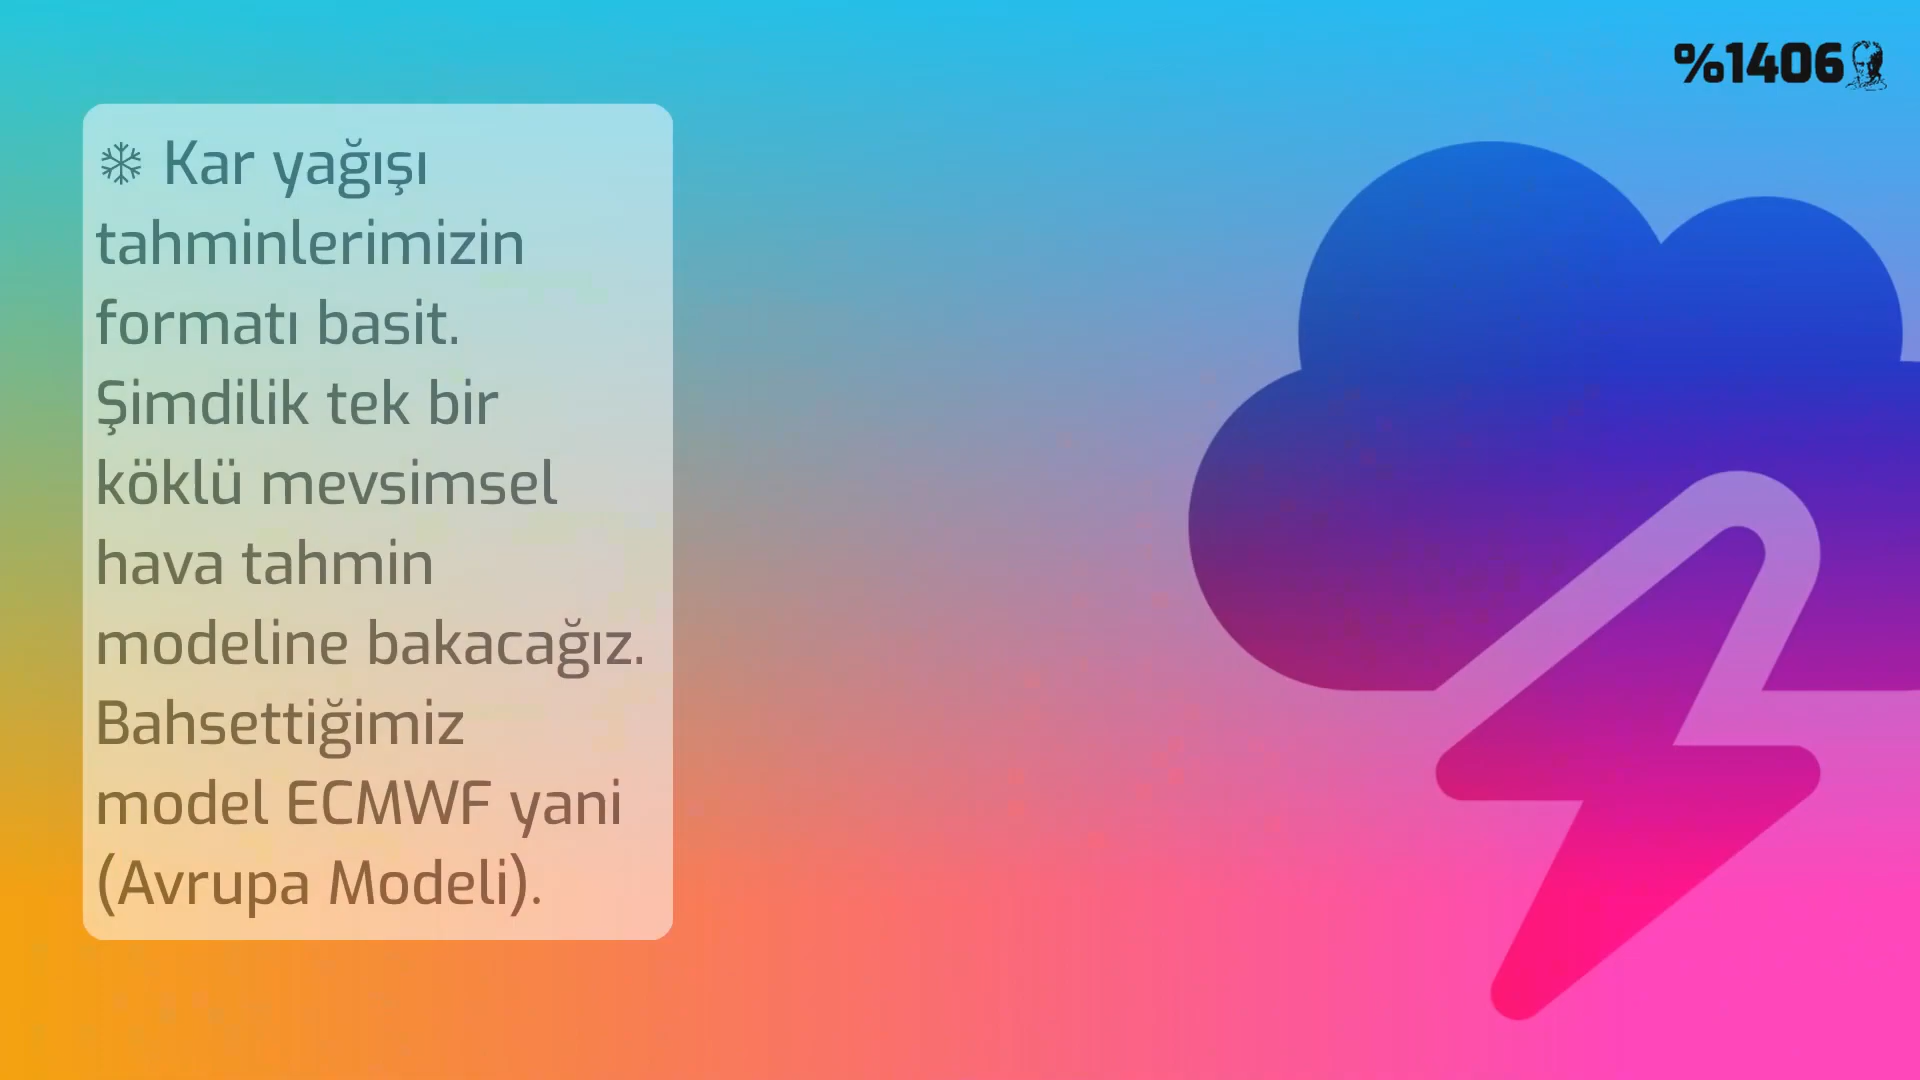 %1406
❄ Kar yağışı
tahminlerimizin
formatı basit.
Şimdilik tek bir
köklü mevsimsel
hava tahmin
modeline bakacağız.
Bahsettiğimiz
model ECMWF yani
(Avrupa Modeli).